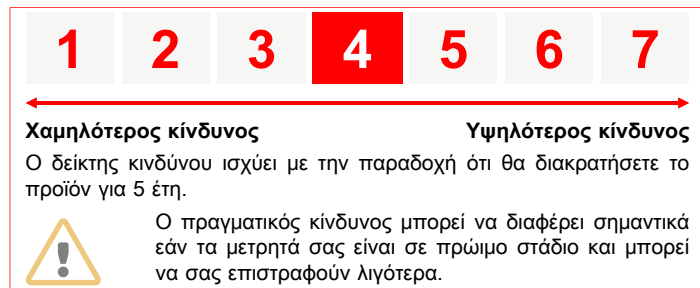 1 2 3 4 5 6 7
Χαμηλότερος κίνδυνος Υψηλότερος κίνδυνος
Ο δείκτης κινδύνου ισχύει με την παραδοχή ότι θα διακρατήσετε το
προϊόν για 5 έτη.
Ο πραγματικός κίνδυνος μπορεί να διαφέρει σημαντικά
εάν τα μετρητά σας είναι σε πρώιμο στάδιο και μπορεί
να σας επιστραφούν λιγότερα.